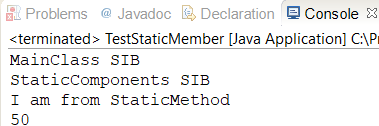 Problems @ Javadoc Declaration Console
<terminated> TestStaticMember [Java Application] C:\Pr
MainClass SIB
StaticComponents SIB
I am from StaticMethod
50